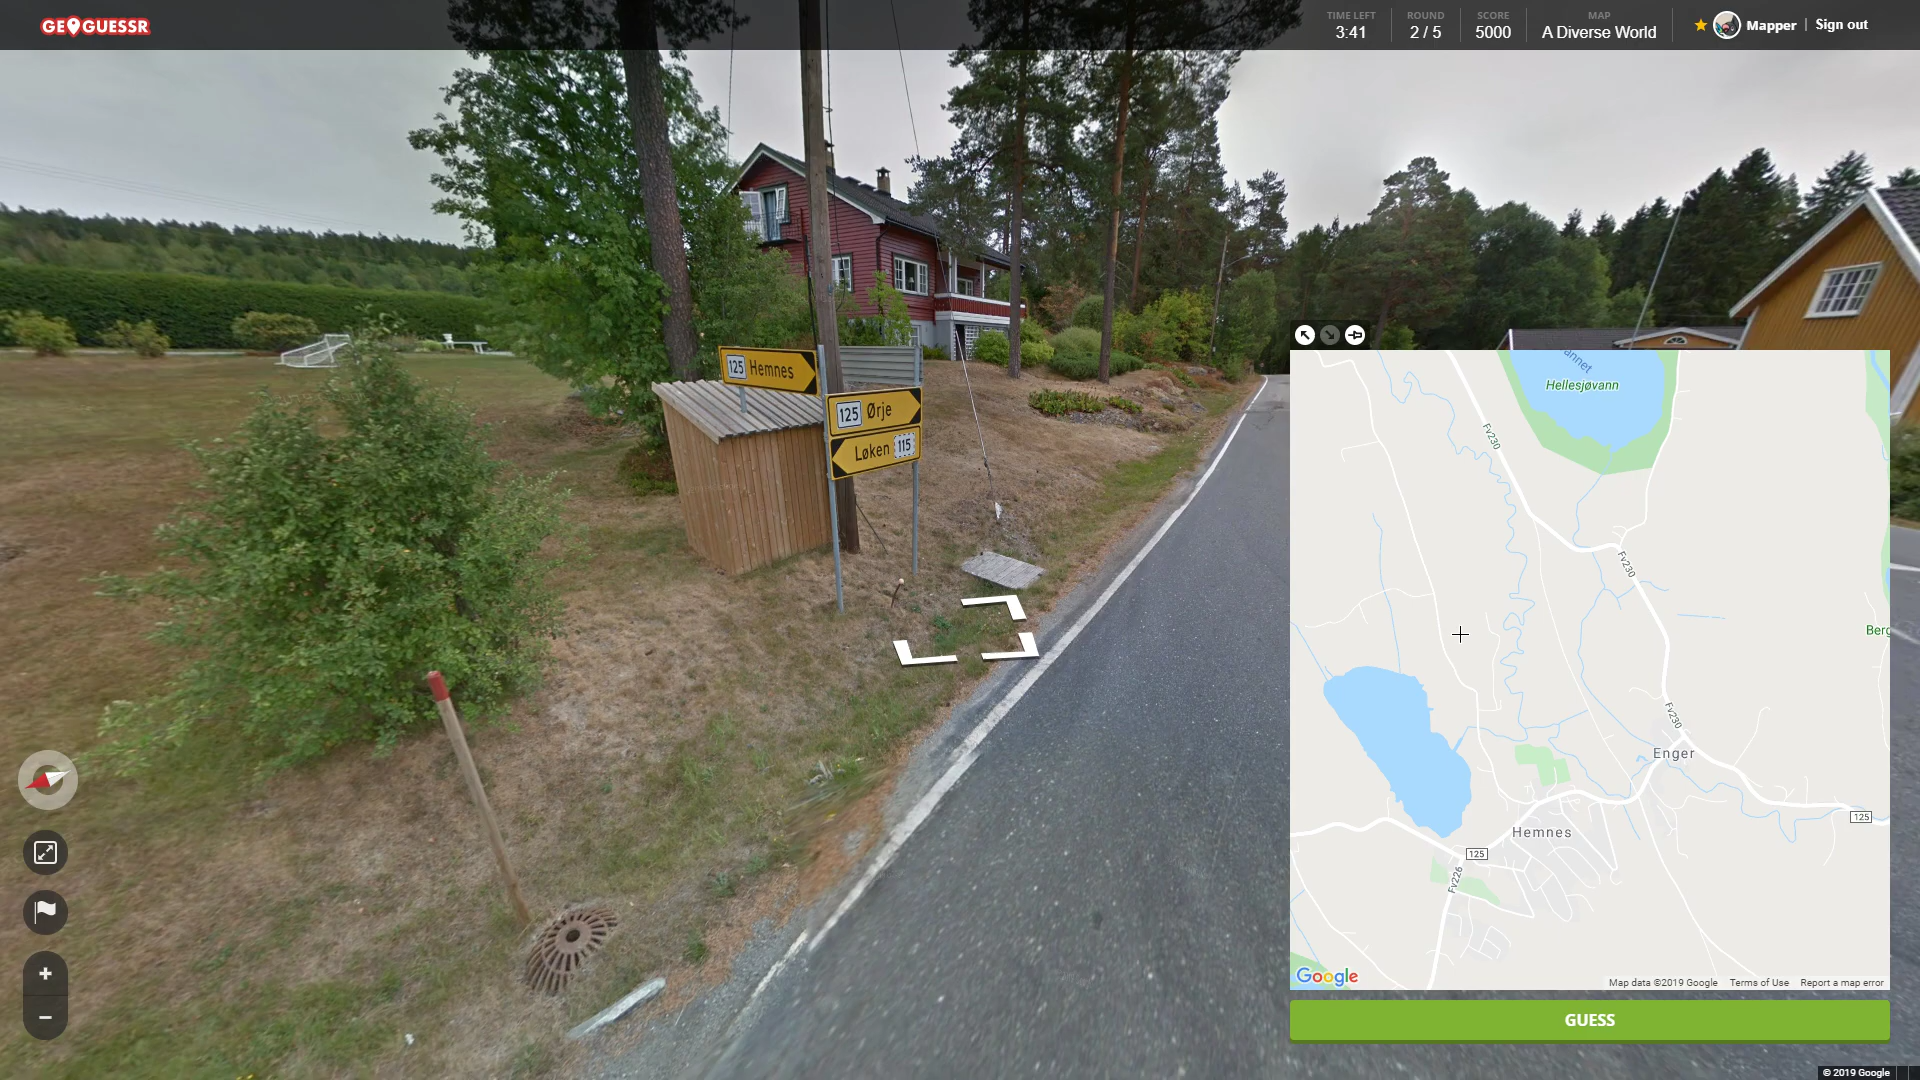 GEOGUESSR
TIME LEFT
3:41
ROUND
2 / 5
SCORE
5000
MAP
A Diverse World
Mapper
Sign out
125 Hemnes
125 Ørje
Løken 115
Hellesjøvann
Fv230
Fv230
Fv230
Enger
Hemnes
125
125
Fv226
Google
Map data ©2019 Google
Terms of Use
Report a map error
GUESS
© 2019 Google